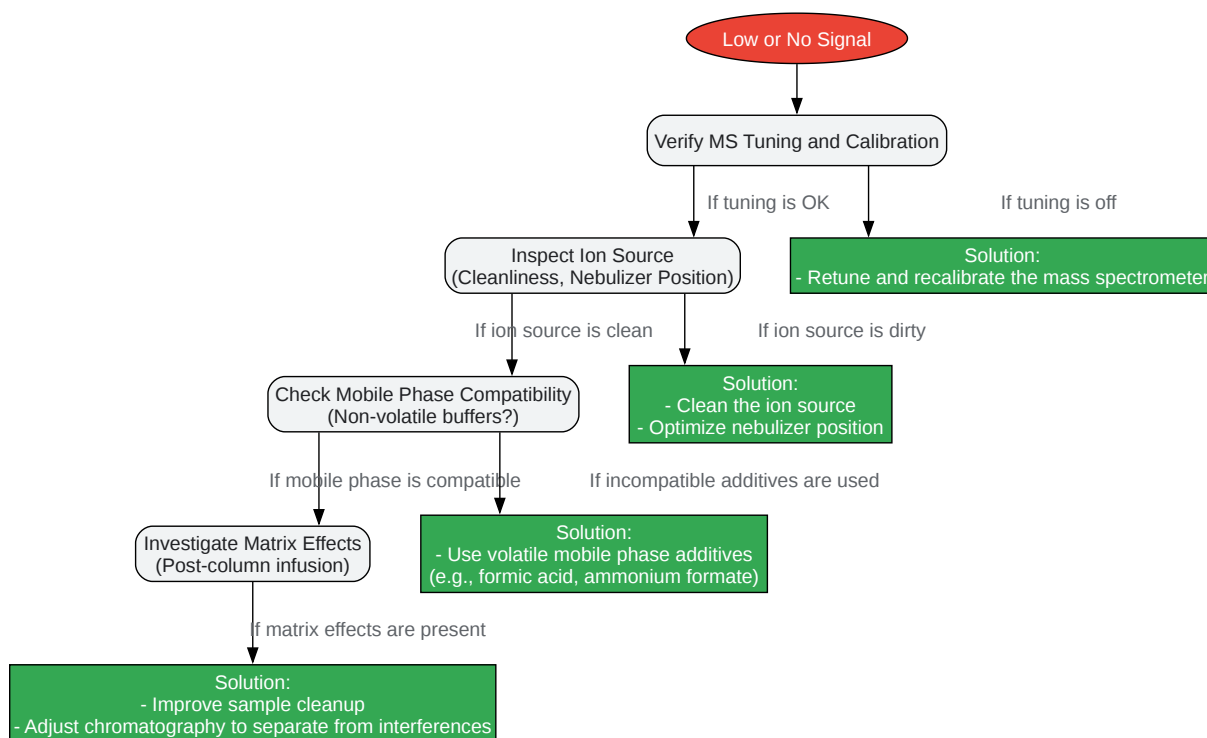 Low or No Signal
Verify MS Tuning and Calibration
If tuning is OK
If tuning is off
Inspect Ion Source
(Cleanliness, Nebulizer Position)
Solution:
- Retune and recalibrate the mass spectrometer
If ion source is clean
If ion source is dirty
Check Mobile Phase Compatibility
(Non-volatile buffers?)
Solution:
- Clean the ion source
- Optimize nebulizer position
If mobile phase is compatible
If incompatible additives are used
Investigate Matrix Effects
(Post-column infusion)
Solution:
- Use volatile mobile phase additives
(e.g., formic acid, ammonium formate)
If matrix effects are present
Solution:
- Improve sample cleanup
- Adjust chromatography to separate from interferences